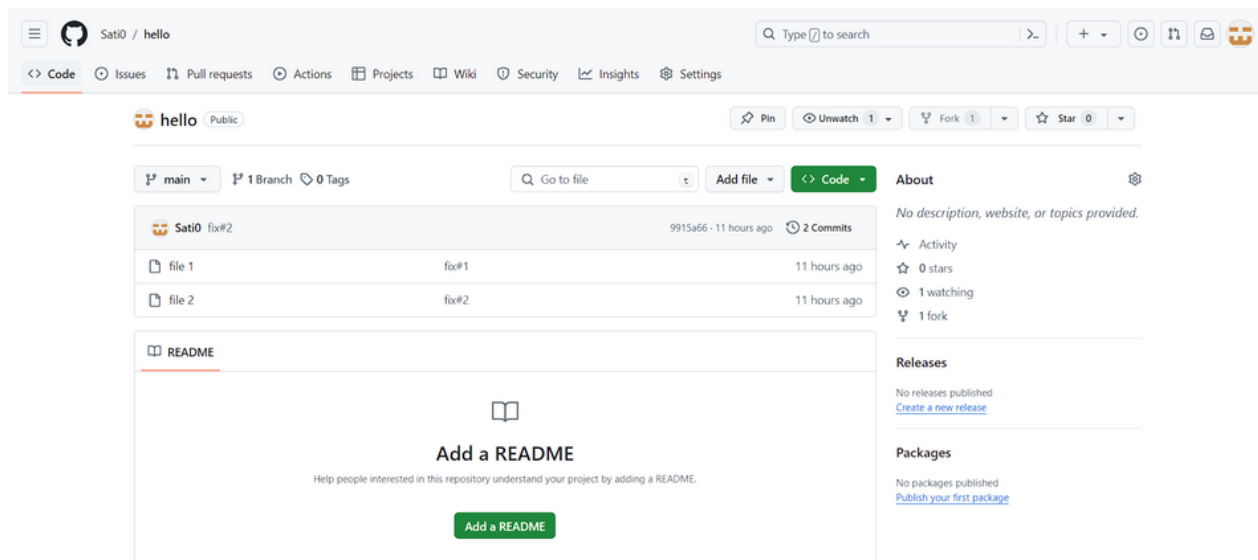 Sati0 / hello
Type / to search
Code Issues Pull requests Actions Projects Wiki Security Insights Settings
hello Public
Pin Unwatch 1 Fork 1 Star 0
main 1 Branch 0 Tags
Go to file t Add file Code
Sati0 fix#2 9915a66 · 11 hours ago 2 Commits
file 1 fix#1 11 hours ago
file 2 fix#2 11 hours ago
README
Add a README
Help people interested in this repository understand your project by adding a README.
Add a README
About
No description, website, or topics provided.
Activity
0 stars
1 watching
1 fork
Releases
No releases published
Create a new release
Packages
No packages published
Publish your first package